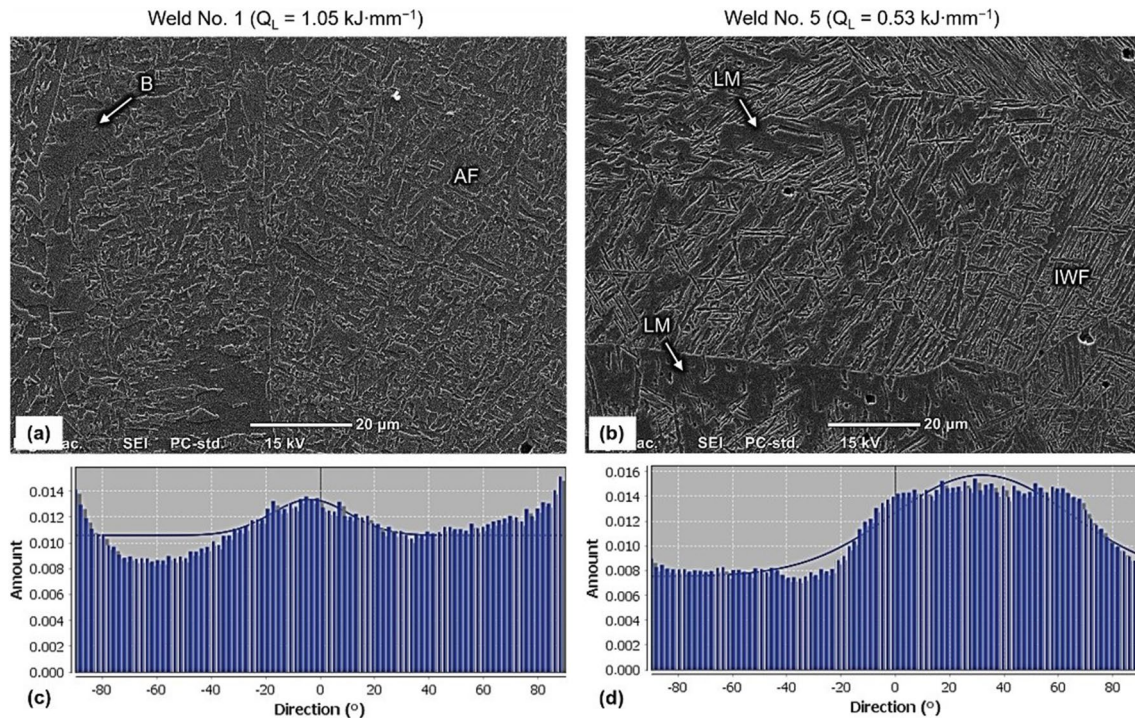 Weld No. 1 (Q_L = 1.05 kJ·mm⁻¹)
Weld No. 5 (Q_L = 0.53 kJ·mm⁻¹)
B
AF
(a)
ac. SEI PC-std. 15 kV 20 µm
LM
IWF
LM
(b)
ac. SEI PC-std. 15 kV 20 µm
0.014
0.012
0.010
0.008
0.006
0.004
0.002
0.000
Amount
-80 -60 -40 -20 0 20 40 60 80
Direction (°)
(c)
0.016
0.014
0.012
0.010
0.008
0.006
0.004
0.002
0.000
Amount
-80 -60 -40 -20 0 20 40 60 80
Direction (°)
(d)